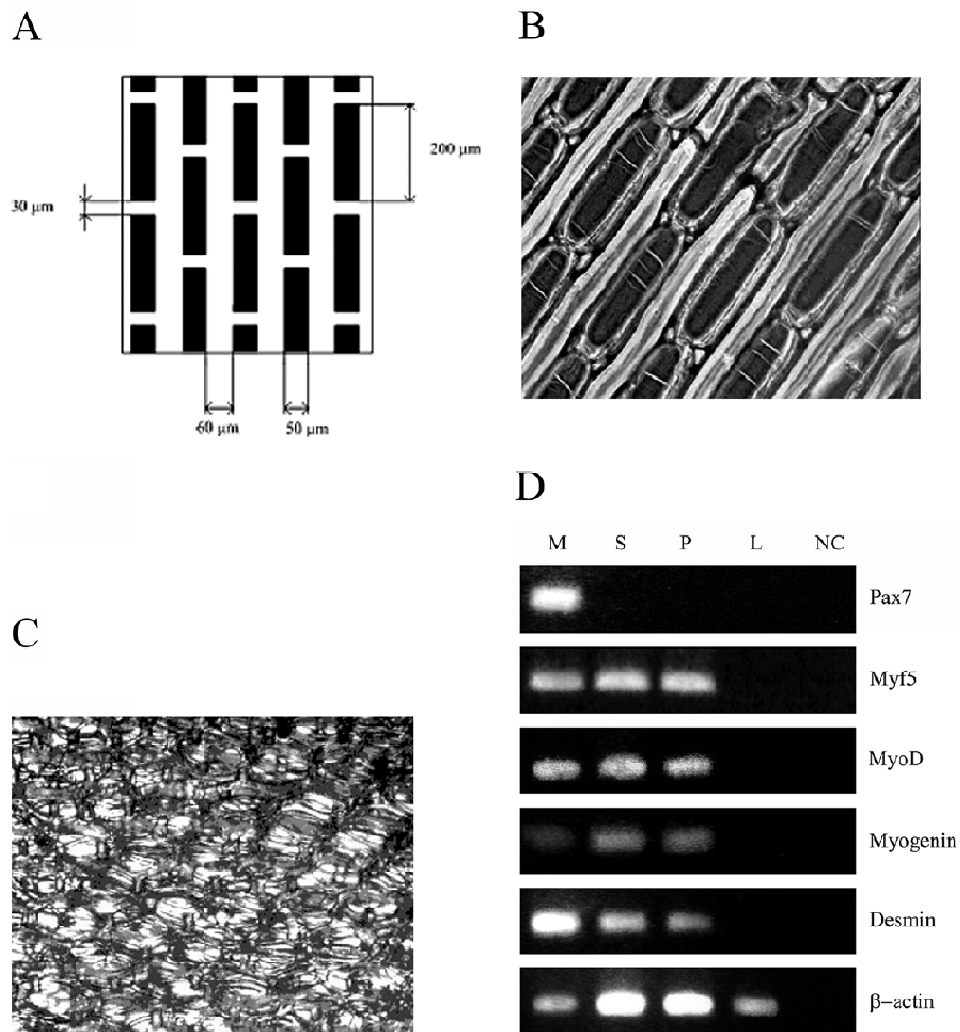 A
200 μm
30 μm
60 μm
50 μm
B
C
D
M S P L NC
Pax7
Myf5
MyoD
Myogenin
Desmin
β−actin